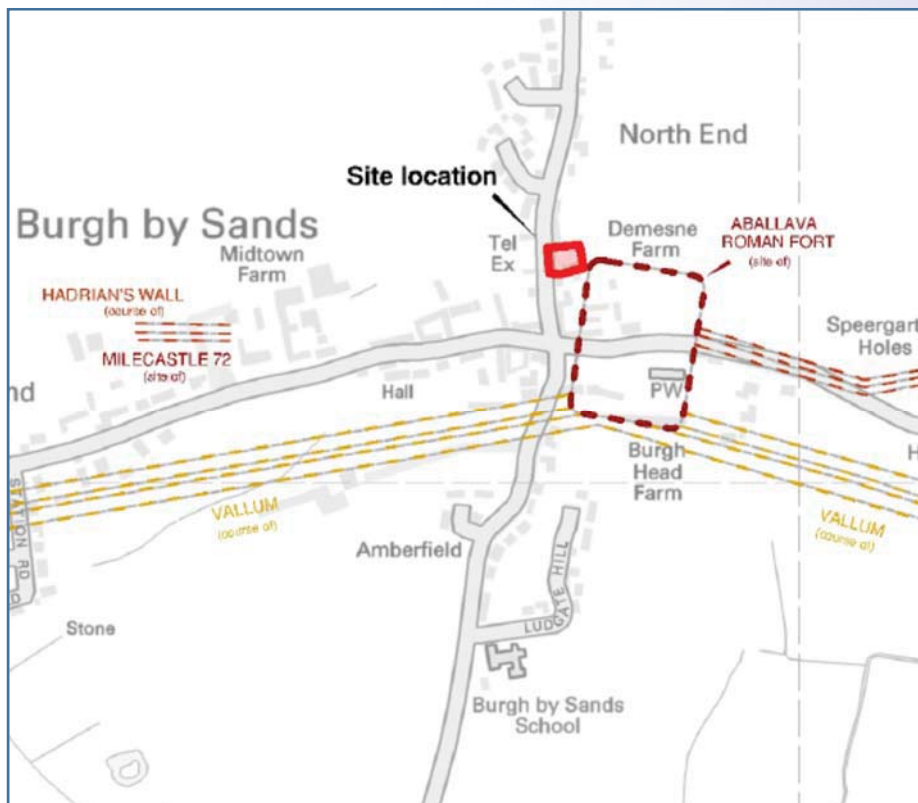 North End
Site location
Burgh by Sands
Midtown
Farm
Tel
Ex
Demesne
Farm
ABALLAVA
ROMAN FORT
(site of)
HADRIAN'S WALL
(course of)
MILECASTLE 72
(site of)
Speergart
Holes
nd
Hall
PW
H
Burgh
Head
Farm
VALLUM
(course of)
VALLUM
(course of)
STATION RD
Amberfield
LUDGATE HILL
Stone
Burgh by Sands
School